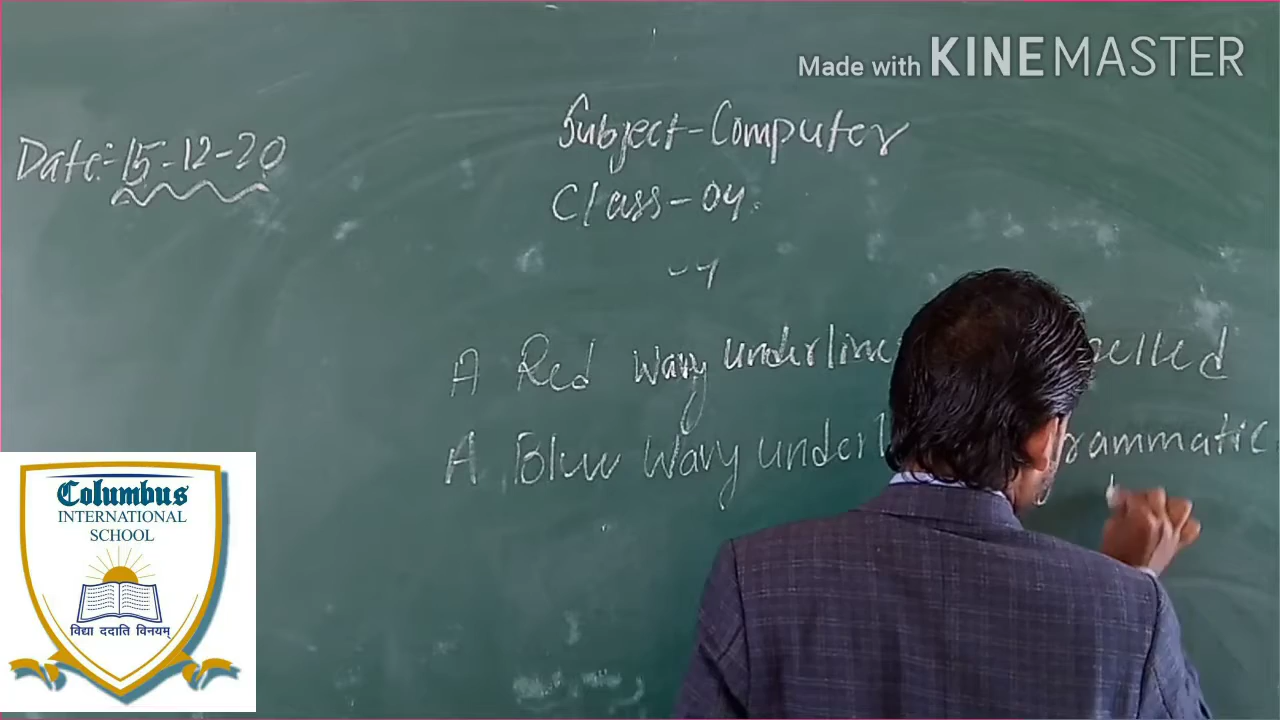 Made with KINEMASTER
Date:- 15-12-20
Subject-Computer
Class-04
A Red wavy underline
A Blue wavy underl
rammatic
Columbus
INTERNATIONAL
SCHOOL
विद्या ददाति विनयम्